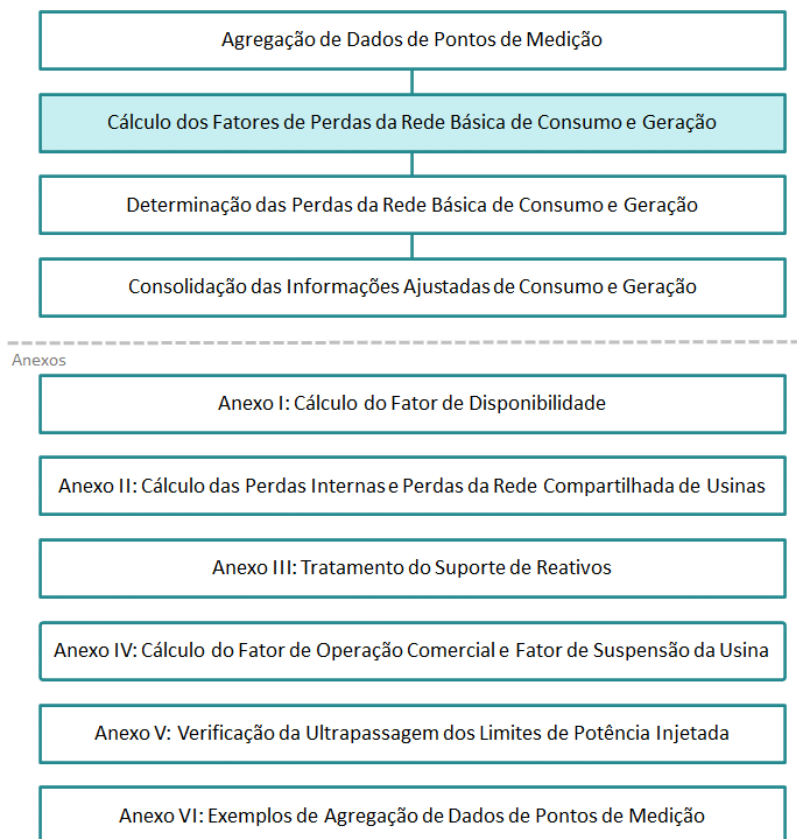 Agregação de Dados de Pontos de Medição
Cálculo dos Fatores de Perdas da Rede Básica de Consumo e Geração
Determinação das Perdas da Rede Básica de Consumo e Geração
Consolidação das Informações Ajustadas de Consumo e Geração
Anexos
Anexo I: Cálculo do Fator de Disponibilidade
Anexo II: Cálculo das Perdas Internas e Perdas da Rede Compartilhada de Usinas
Anexo III: Tratamento do Suporte de Reativos
Anexo IV: Cálculo do Fator de Operação Comercial e Fator de Suspensão da Usina
Anexo V: Verificação da Ultrapassagem dos Limites de Potência Injetada
Anexo VI: Exemplos de Agregação de Dados de Pontos de Medição